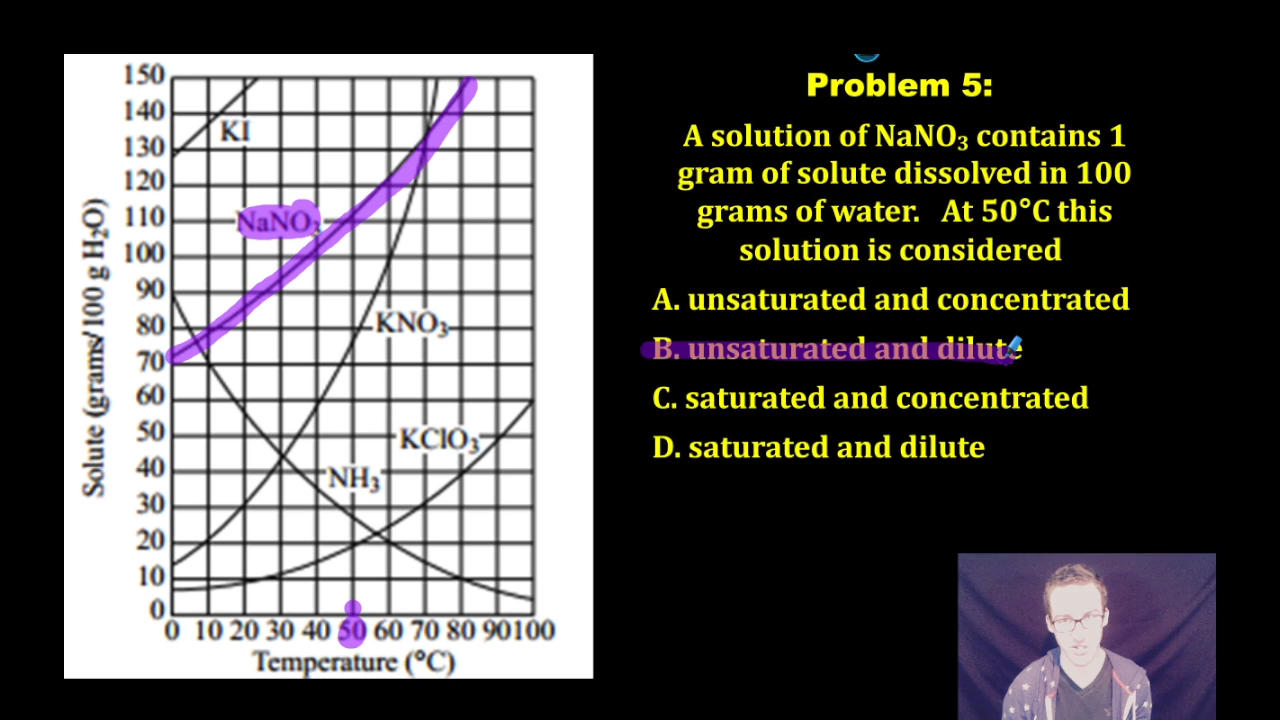 150
140
130
120
110
100
90
80
70
60
50
40
30
20
10
0
Solute (grams/100 g H₂O)
KI
NaNO₃
KNO₃
KClO₃
NH₃
0 10 20 30 40 50 60 70 80 90 100
Temperature (°C)
Problem 5:
A solution of NaNO₃ contains 1
gram of solute dissolved in 100
grams of water. At 50°C this
solution is considered
A. unsaturated and concentrated
B. unsaturated and dilute
C. saturated and concentrated
D. saturated and dilute